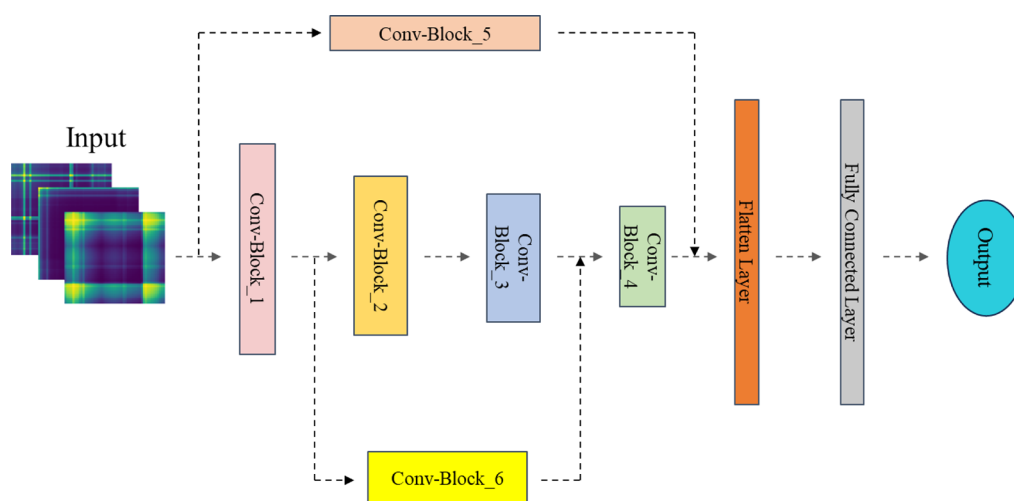 Conv-Block_5
Input
Conv-Block_1
Conv-Block_2
Conv-
Block_3
Conv-
Block_4
Flatten Layer
Fully Connected Layer
Output
Conv-Block_6